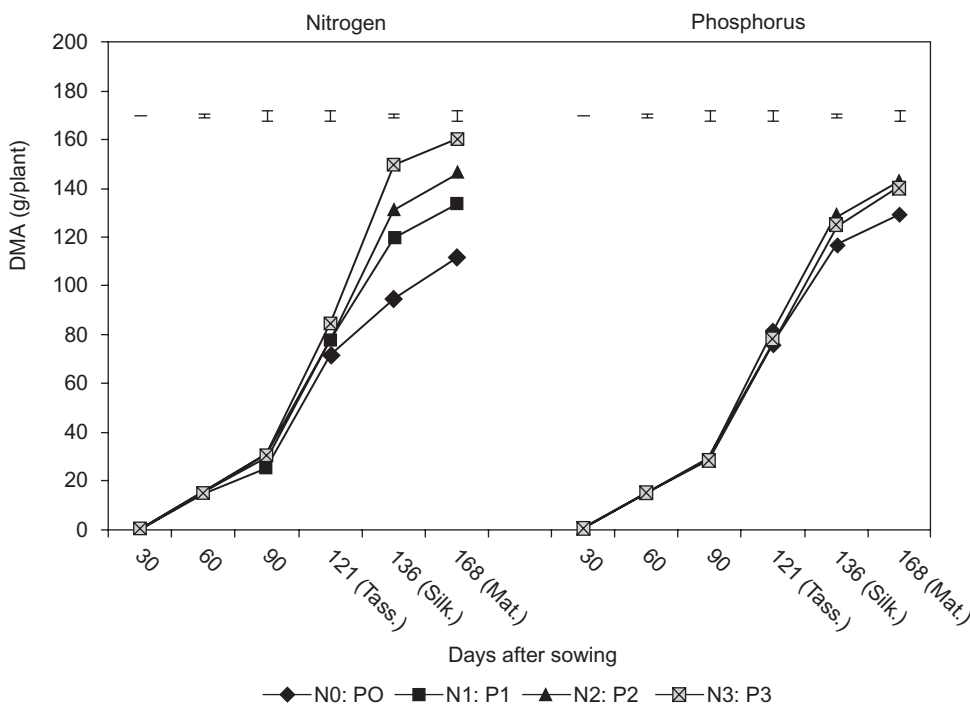 Nitrogen Phosphorus
200
180
160
140
120
100
80
60
40
20
0
DMA (g/plant)
30 60 90 121 (Tass.) 136 (Silk.) 168 (Mat.) 30 60 90 121 (Tass.) 136 (Silk.) 168 (Mat.)
Days after sowing
N0: PO N1: P1 N2: P2 N3: P3